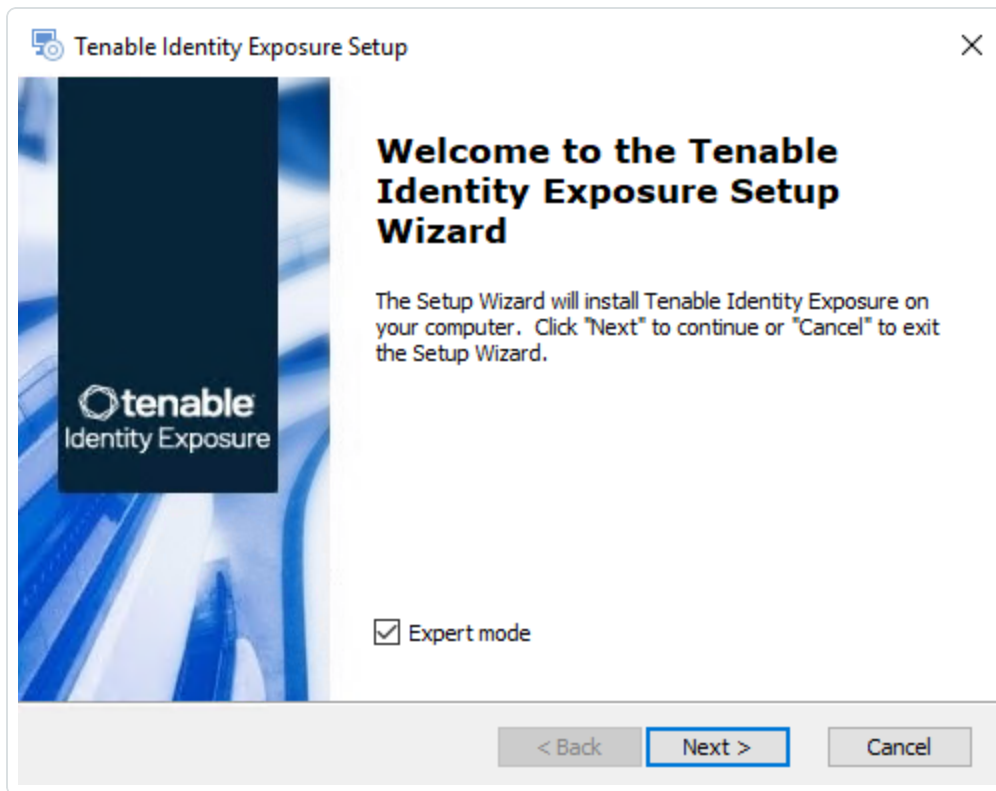 Tenable Identity Exposure Setup
Welcome to the Tenable
Identity Exposure Setup
Wizard
The Setup Wizard will install Tenable Identity Exposure on
your computer. Click "Next" to continue or "Cancel" to exit
the Setup Wizard.
tenable
Identity Exposure
Expert mode
< Back
Next >
Cancel